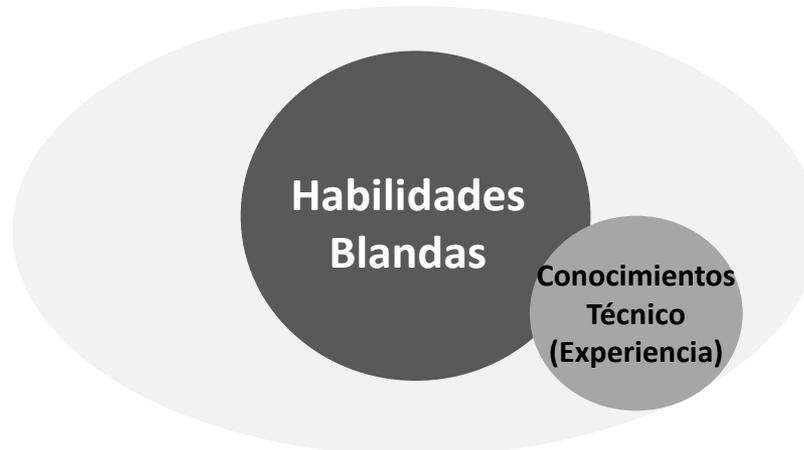 Habilidades
Blandas
Conocimientos
Técnico
(Experiencia)